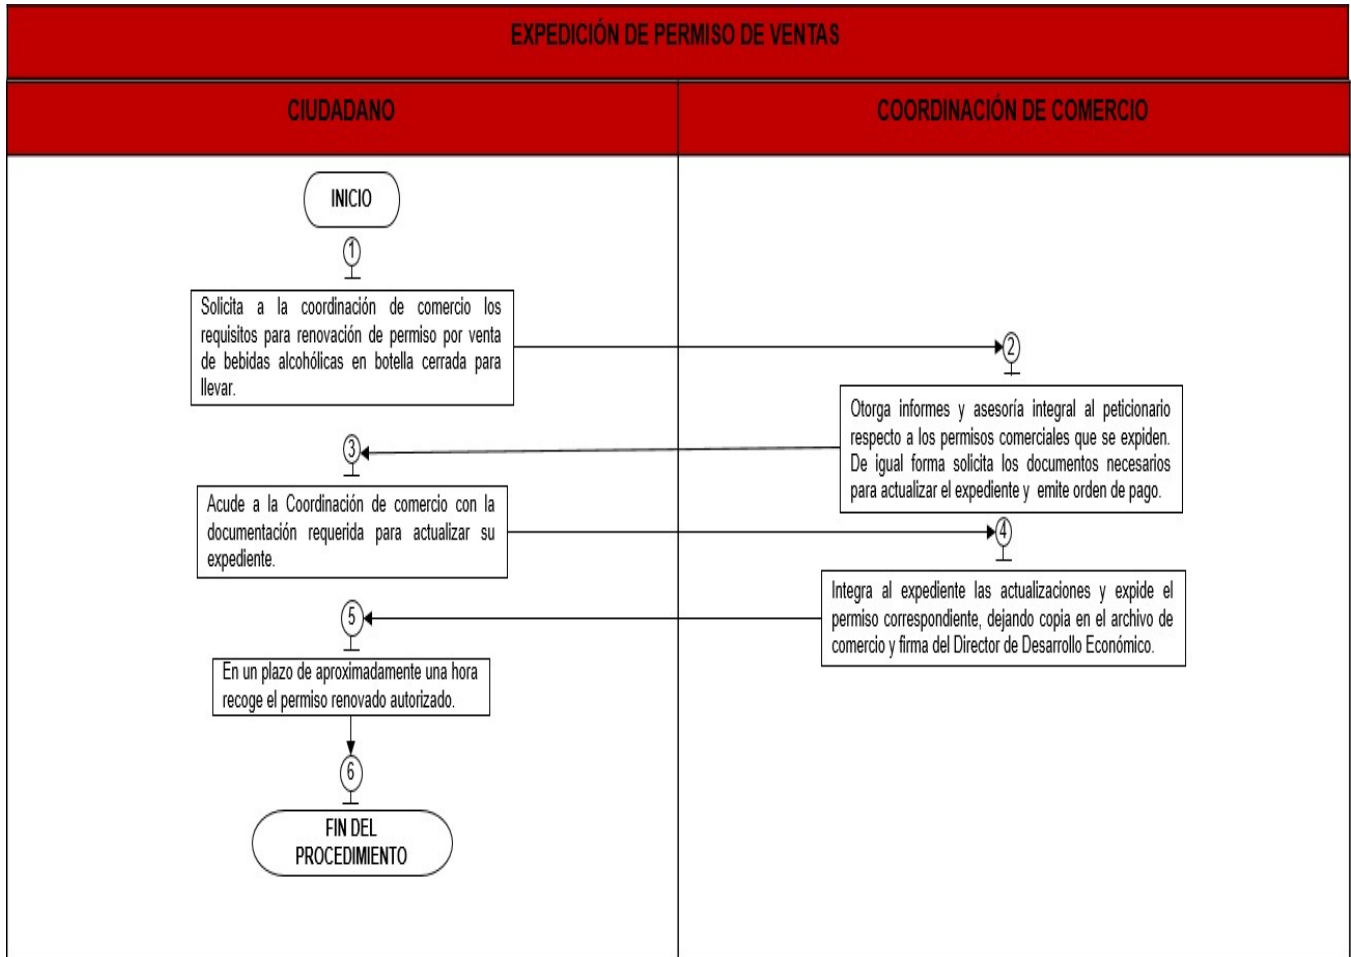 EXPEDICIÓN DE PERMISO DE VENTAS
CIUDADANO
COORDINACIÓN DE COMERCIO
INICIO
1
Solicita a la coordinación de comercio los
requisitos para renovación de permiso por venta
de bebidas alcohólicas en botella cerrada para
llevar.
2
Otorga informes y asesoría integral al peticionario
respecto a los permisos comerciales que se expiden.
De igual forma solicita los documentos necesarios
para actualizar el expediente y emite orden de pago.
3
Acude a la Coordinación de comercio con la
documentación requerida para actualizar su
expediente.
4
Integra al expediente las actualizaciones y expide el
permiso correspondiente, dejando copia en el archivo de
comercio y firma del Director de Desarrollo Económico.
5
En un plazo de aproximadamente una hora
recoge el permiso renovado autorizado.
6
FIN DEL
PROCEDIMIENTO